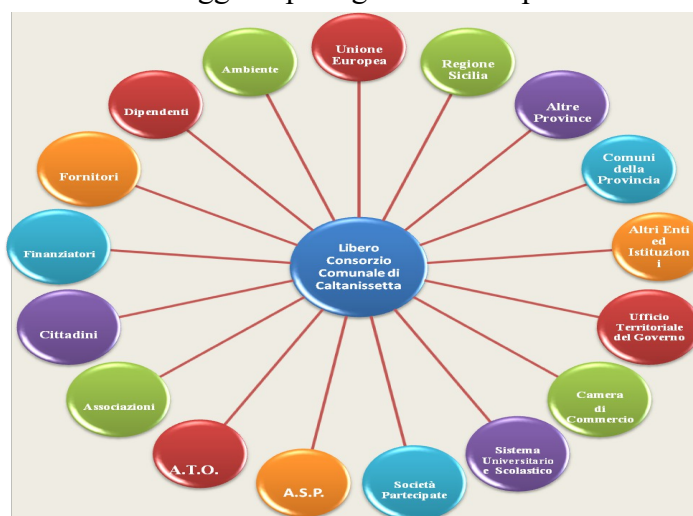 Unione
Europea
Regione
Sicilia
Altre
Province
Comuni
della
Provincia
Altri Enti
ed
Istituzion
i
Ufficio
Territoriale
del Governo
Camera
di
Commercio
Sistema
Universitario
e Scolastico
Società
Partecipate
A.S.P.
A.T.O.
Associazioni
Cittadini
Finanziatori
Fornitori
Dipendenti
Ambiente
Libero
Consorzio
Comunale di
Caltanissetta